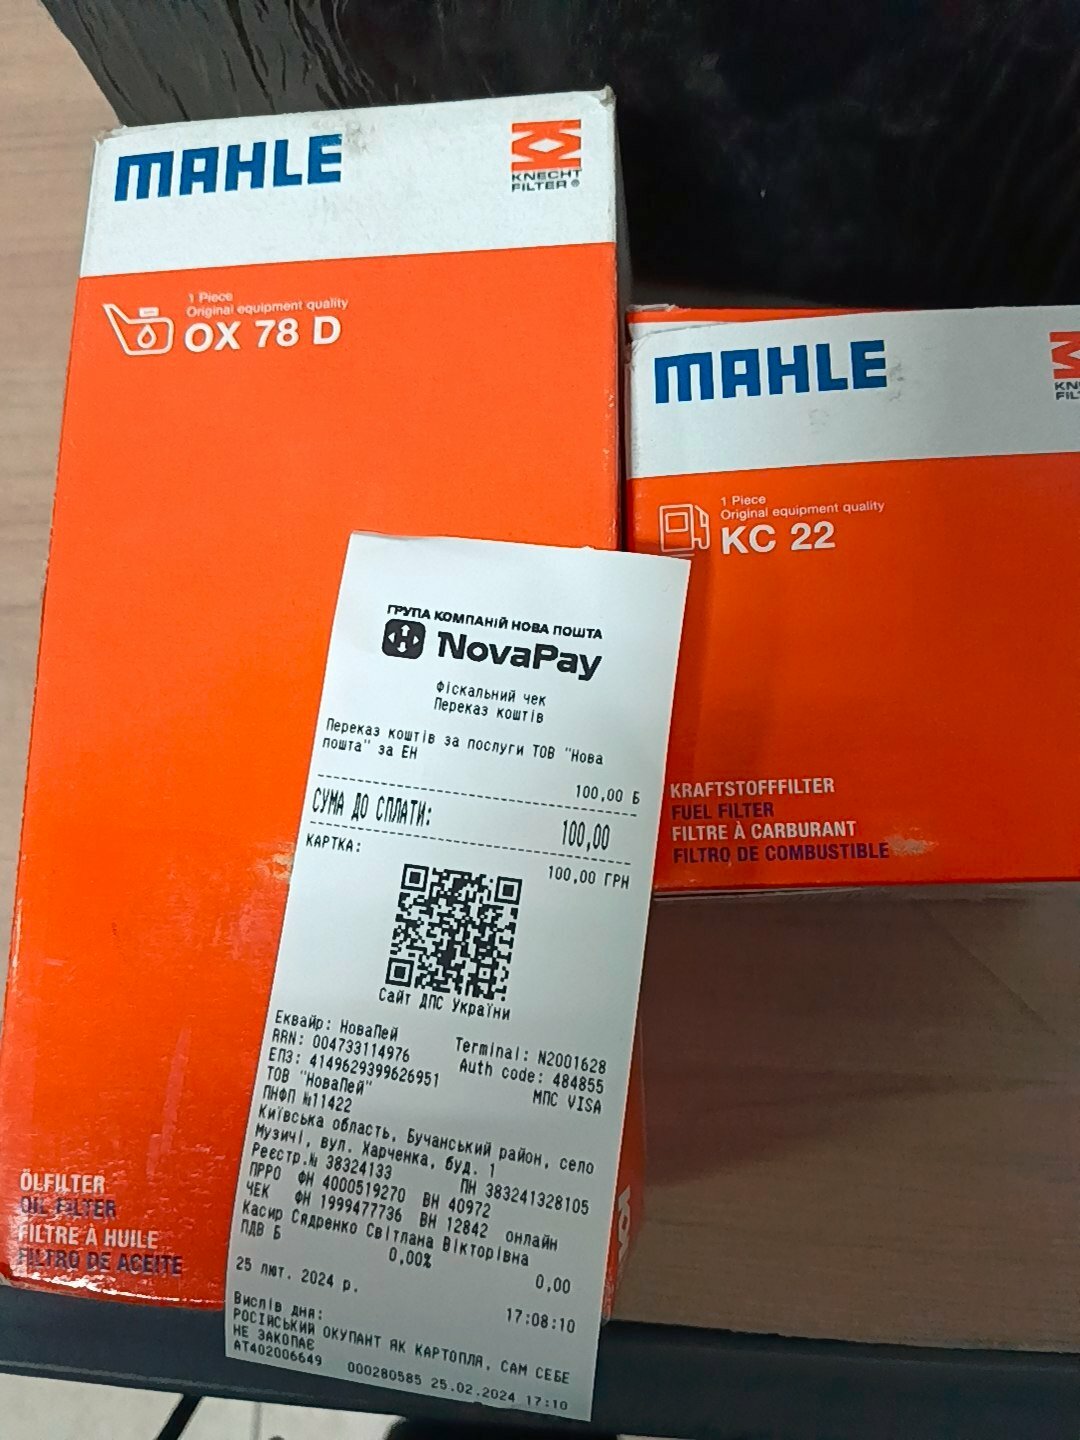 MAHLE
KNECHT
FILTER®
1 Piece
Original equipment quality
OX 78 D
ÖLFILTER
OIL FILTER
FILTRE À HUILE
FILTRO DE ACEITE
MAHLE
1 Piece
Original equipment quality
KC 22
KRAFTSTOFFFILTER
FUEL FILTER
FILTRE À CARBURANT
FILTRO DE COMBUSTIBLE
ГРУПА КОМПАНІЙ НОВА ПОШТА
NovaPay
Фіскальний чек
Переказ коштів
Переказ коштів за послуги ТОВ "Нова
пошта" за ЕН
100,00 Б
СУМА ДО СПЛАТИ: 100,00
КАРТКА: 100,00 ГРН
Сайт ДПС України
Еквайр: НоваПей Terminal: N2001628
RRN: 004733114976 Auth code: 484855
ЕПЗ: 4149629399626951 МПС VISA
ТОВ "НоваПей"
ПНФП №11422
Київська область, Бучанський район, село
Музичі, вул. Харченка, буд. 1
Реєстр.№ 38324133 ПН 383241328105
ПРРО ФН 4000519270 ВН 40972
ЧЕК ФН 1999477736 ВН 12842 онлайн
Касир Сядренко Світлана Вікторівна
ПДВ Б 0,00% 0,00
25 лют. 2024 р. 17:08:10
Вислів дня:
РОСІЙСЬКИЙ ОКУПАНТ ЯК КАРТОПЛЯ, САМ СЕБЕ
НЕ ЗАКОПАЄ
АТ402006649 000280585 25.02.2024 17:10